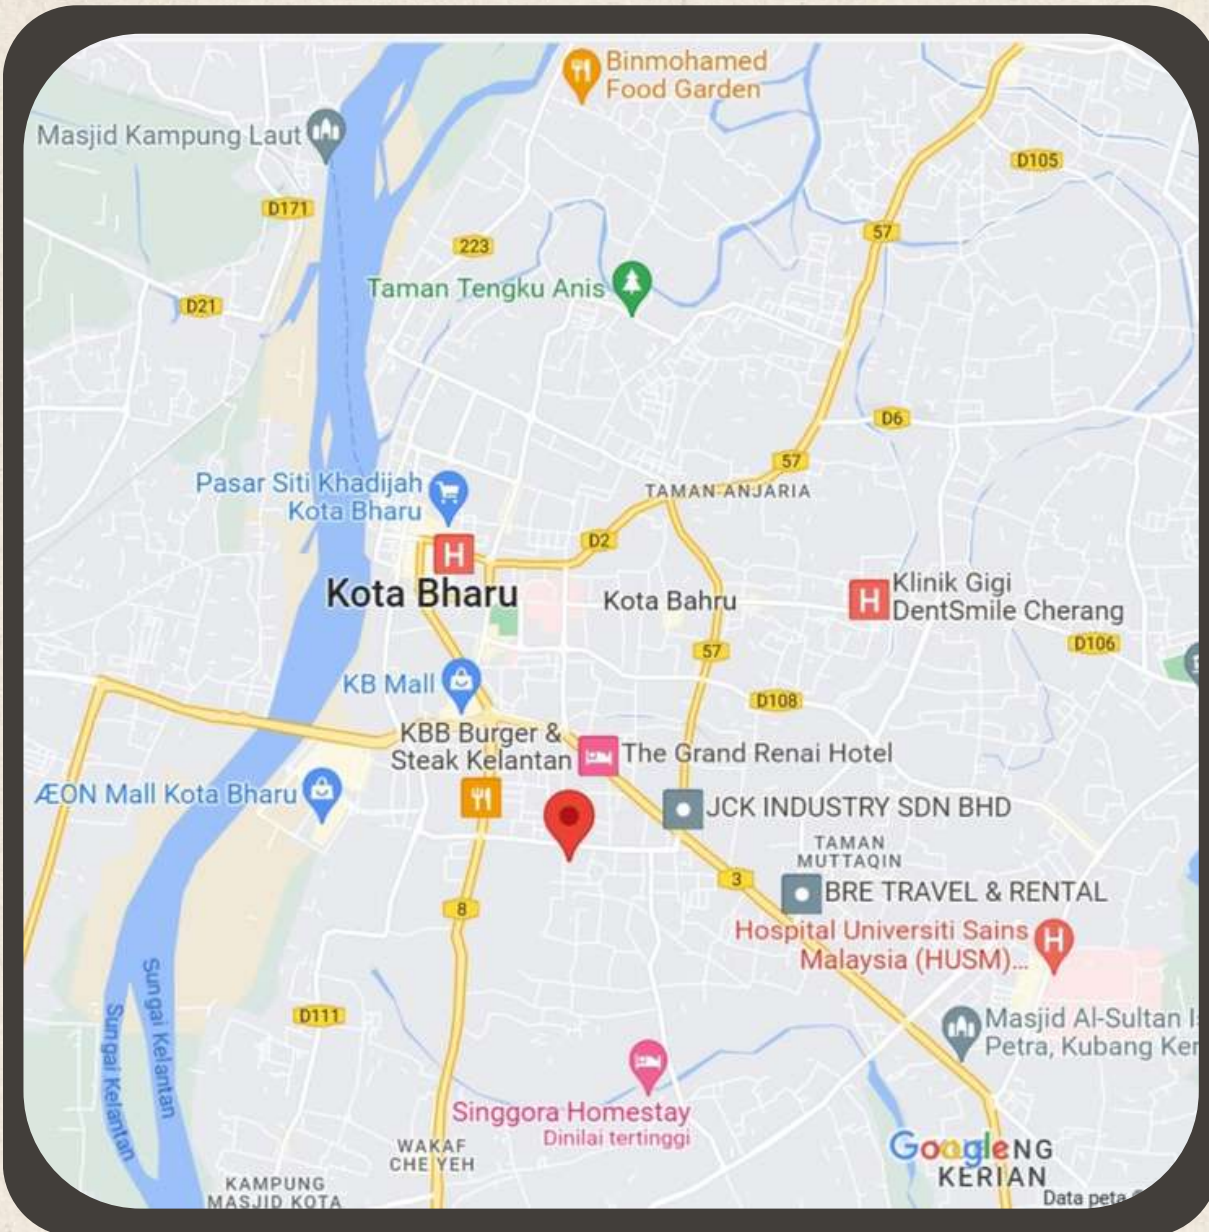 Binmohamed
Food Garden
Masjid Kampung Laut
D105
D171
57
223
Taman Tengku Anis
D21
D6
57
Pasar Siti Khadijah
Kota Bharu
TAMAN ANJARIA
D2
H
Kota Bharu
Kota Bahru
H
Klinik Gigi
DentSmile Cherang
D106
57
KB Mall
D108
KBB Burger &
Steak Kelantan
The Grand Renai Hotel
ÆON Mall Kota Bharu
JCK INDUSTRY SDN BHD
TAMAN
MUTTAQIN
3
BRE TRAVEL & RENTAL
8
Hospital Universiti Sains
Malaysia (HUSM)...
H
Sungai Kelantan
Sungai Kelantan
D111
Masjid Al-Sultan
Petra, Kubang
Singgora Homestay
Dinilai tertinggi
WAKAF
CHE YEH
Google
NG
KERIAN
KAMPUNG
MASJID KOTA
Data peta